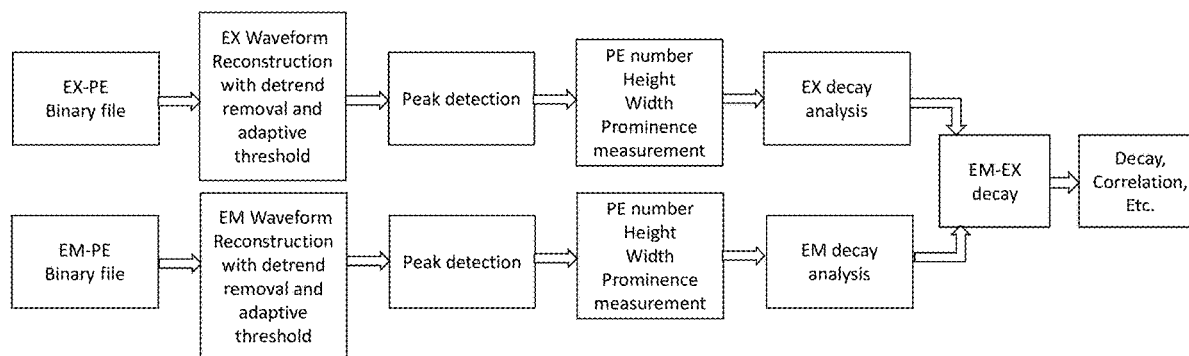 EX-PE
Binary file
EX Waveform
Reconstruction
with detrend
removal and
adaptive
threshold
Peak detection
PE number
Height
Width
Prominence
measurement
EX decay
analysis
EM-PE
Binary file
EM Waveform
Reconstruction
with detrend
removal and
adaptive
threshold
Peak detection
PE number
Height
Width
Prominence
measurement
EM decay
analysis
EM-EX
decay
Decay,
Correlation,
Etc.